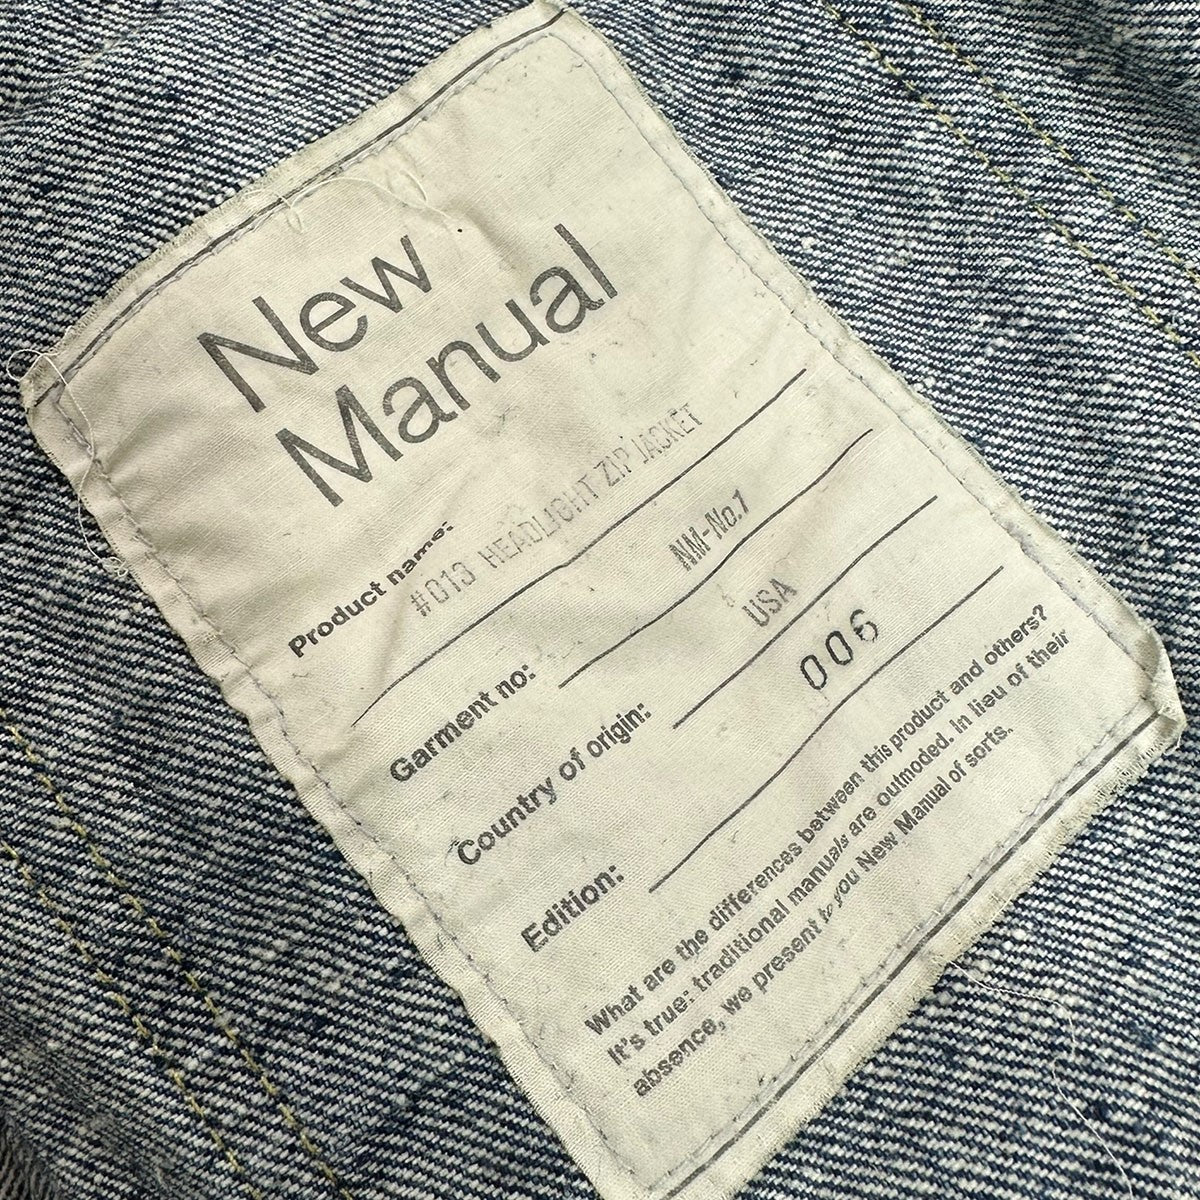 New
Manual
Product name:
#013 HEADLIGHT ZIP JACKET
Garment no:
NM-No.1
Country of origin:
USA
Edition:
006
What are the differences between this product and others?
It's true: traditional manuals are outmoded. In lieu of their
absence, we present to you New Manual of sorts.